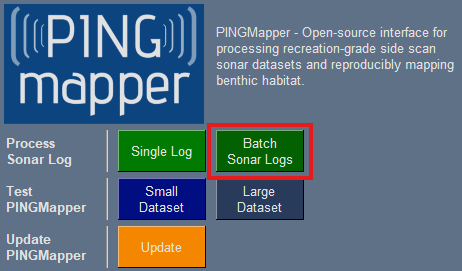 PING
mapper
PINGMapper - Open-source interface for
processing recreation-grade side scan
sonar datasets and reproducibly mapping
benthic habitat.
Process
Sonar Log
Single Log
Batch
Sonar Logs
Test
PINGMapper
Small
Dataset
Large
Dataset
Update
PINGMapper
Update